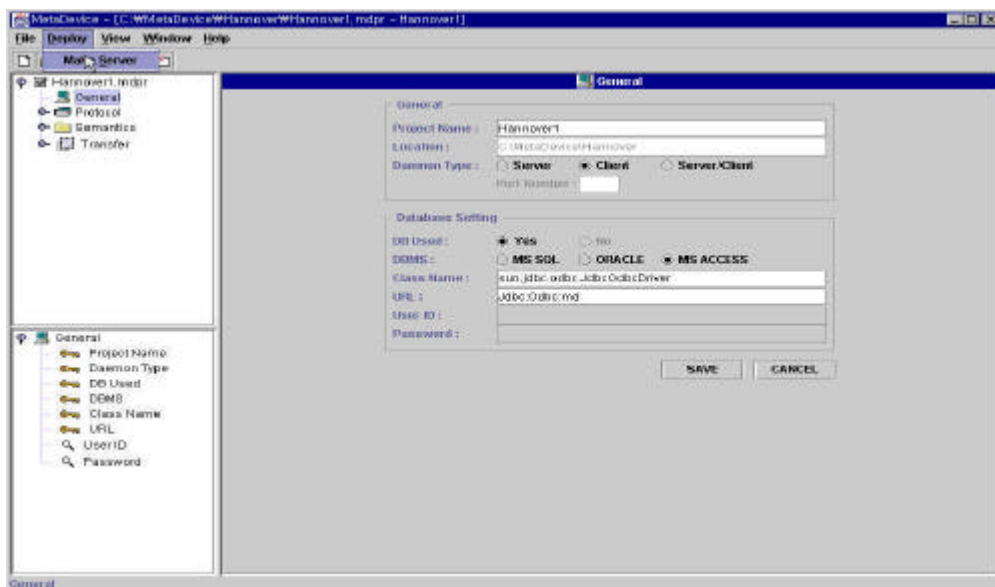 MetaDevice - [C:₩MetaDevice₩Hannover₩Hannover1.mdpr - Hannover1]
File Deploy View Window Help
Server
Hannover1.mdpr
General
Protocol
Semantics
Transfer
General
General
Project Name : Hannover1
Location : C:\MetaDevice\Hannover
Daemon Type : Server Client Server/Client
Port Number :
Database Setting
DB Used : Yes No
DBMS : MS SQL ORACLE MS ACCESS
Class Name : sun.jdbc.odbc.JdbcOdbcDriver
URL : Jdbc:Odbc:md
User ID :
Password :
SAVE CANCEL
General
Project Name
Daemon Type
DB Used
DBMS
Class Name
URL
UserID
Password
General